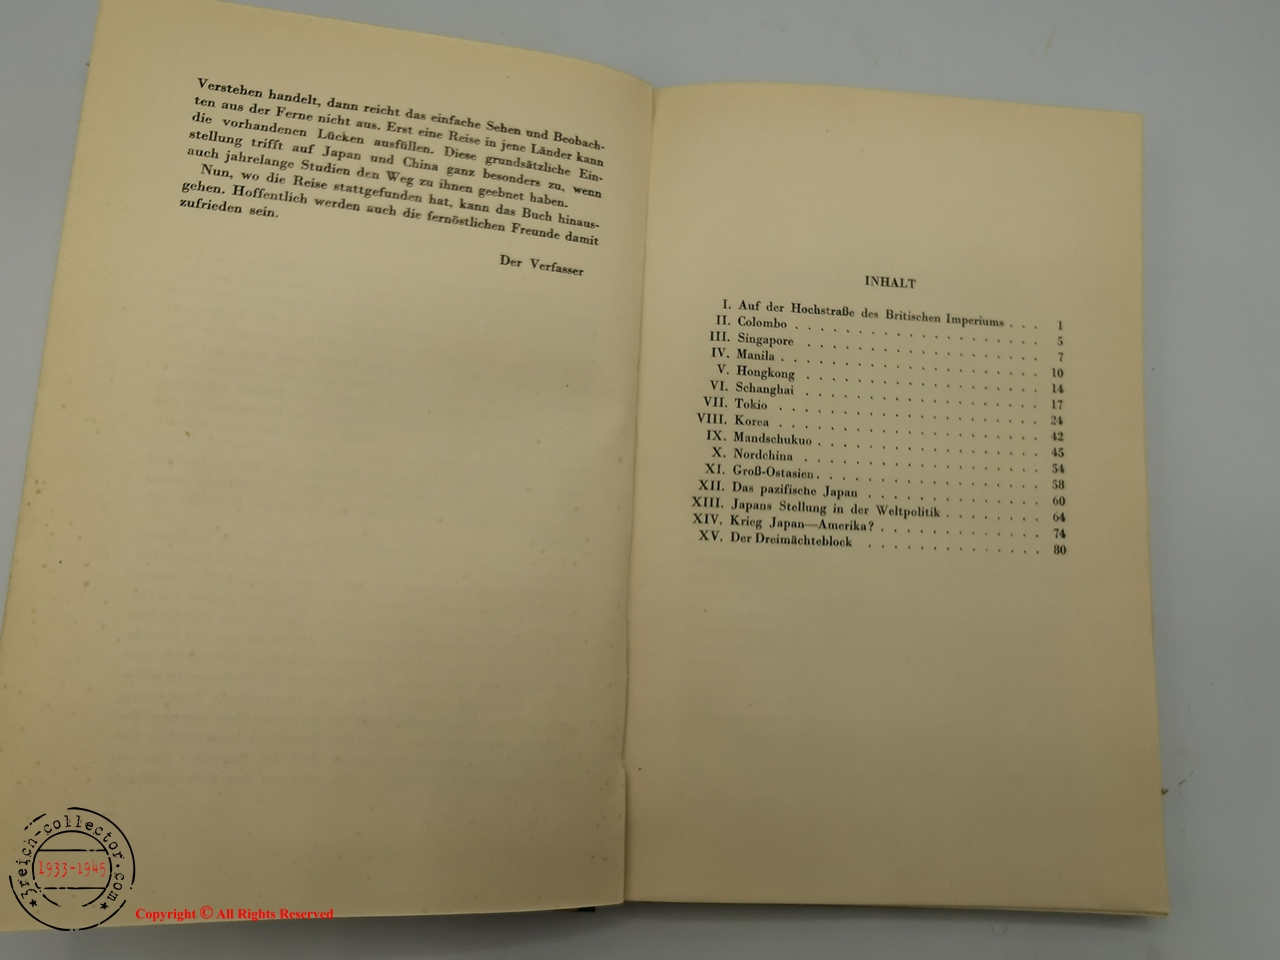 Verstehen handelt, dann reicht das einfache Sehen und Beobach-
ten aus der Ferne nicht aus. Erst eine Reise in jene Länder kann
die vorhandenen Lücken ausfüllen. Diese grundsätzliche Ein-
stellung trifft auf Japan und China ganz besonders zu, wenn
auch jahrelange Studien den Weg zu ihnen geebnet haben.
Nun, wo die Reise stattgefunden hat, kann das Buch hinaus-
gehen. Hoffentlich werden auch die fernöstlichen Freunde damit
zufrieden sein.
Der Verfasser
INHALT
I. Auf der Hochstraße des Britischen Imperiums . . . 1
II. Colombo . . . . . . . . . . . . . . . . . . . 5
III. Singapore . . . . . . . . . . . . . . . . . . 7
IV. Manila . . . . . . . . . . . . . . . . . . . . 10
V. Hongkong . . . . . . . . . . . . . . . . . . 14
VI. Schanghai . . . . . . . . . . . . . . . . . . 17
VII. Tokio . . . . . . . . . . . . . . . . . . . . 24
VIII. Korea . . . . . . . . . . . . . . . . . . . . 42
IX. Mandschukuo . . . . . . . . . . . . . . . . . 45
X. Nordchina . . . . . . . . . . . . . . . . . . 54
XI. Groß-Ostasien . . . . . . . . . . . . . . . . . 58
XII. Das pazifische Japan . . . . . . . . . . . . . 60
XIII. Japans Stellung in der Weltpolitik . . . . . . . 64
XIV. Krieg Japan—Amerika? . . . . . . . . . . . . 74
XV. Der Dreimächteblock . . . . . . . . . . . . . 80
3reich-collector.com
1933-1945
Copyright © All Rights Reserved